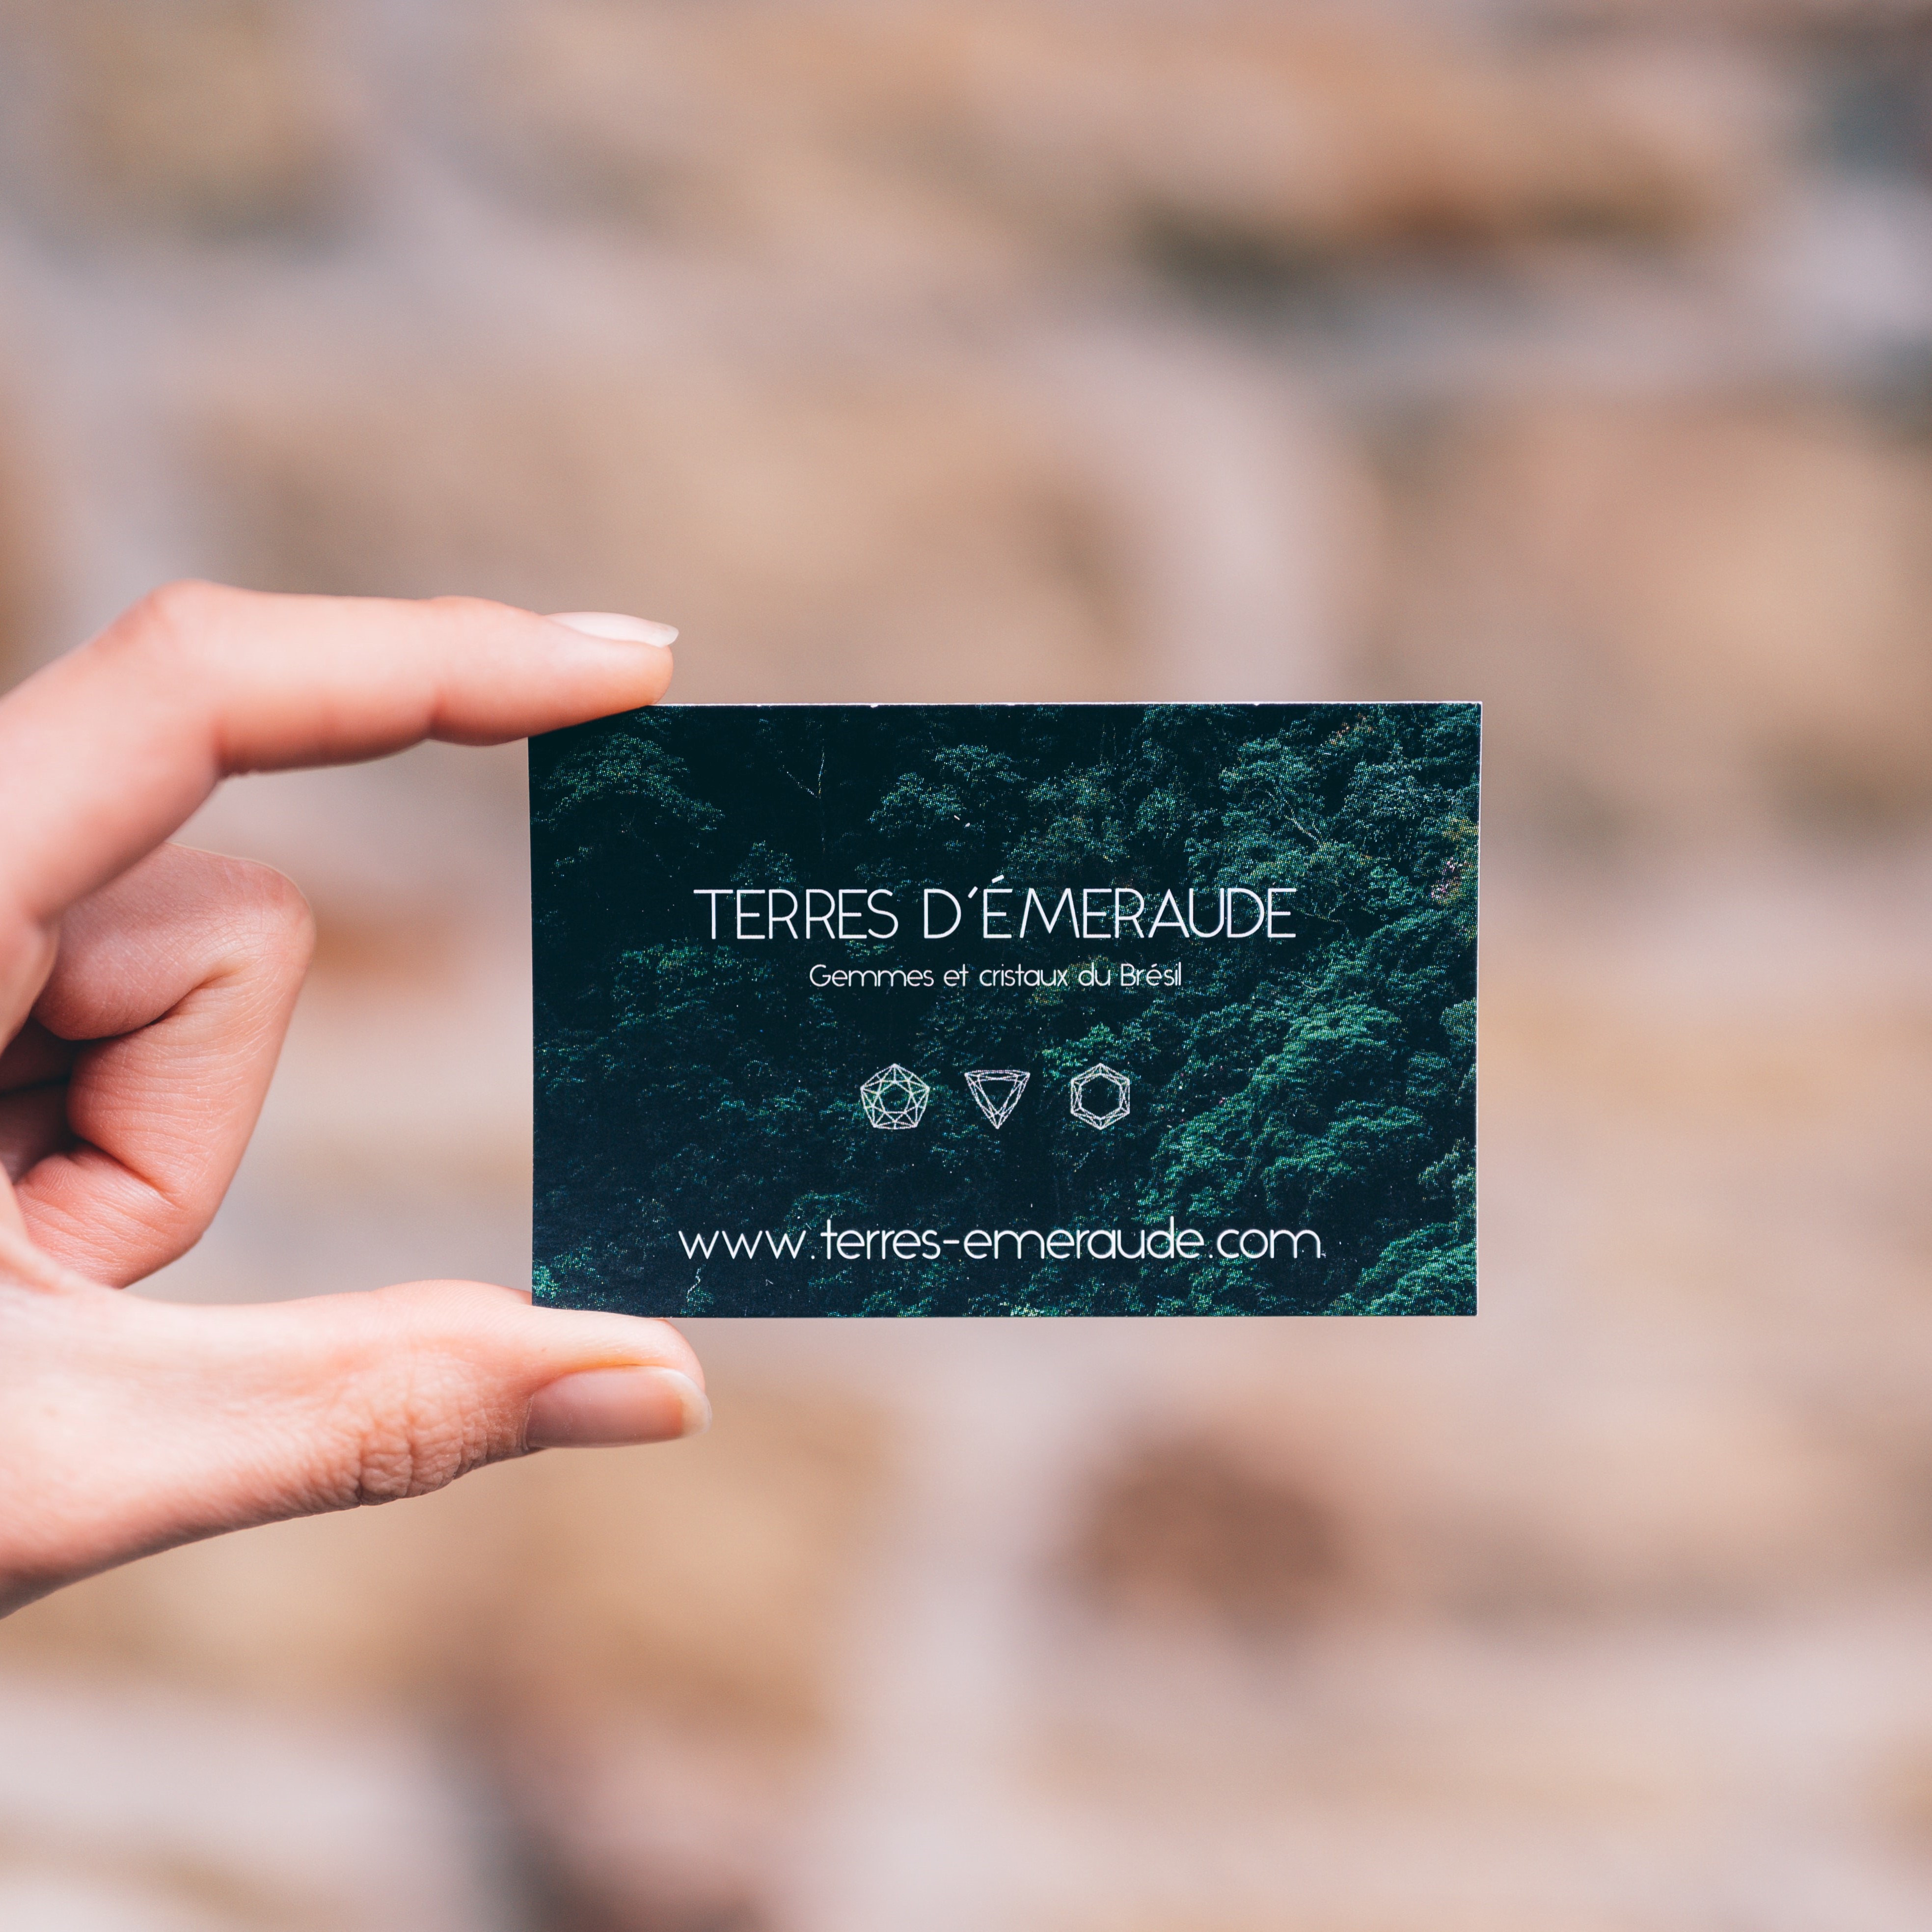 TERRES D'ÉMERAUDE
Gemmes et cristaux du Brésil
www.terres-emeraude.com